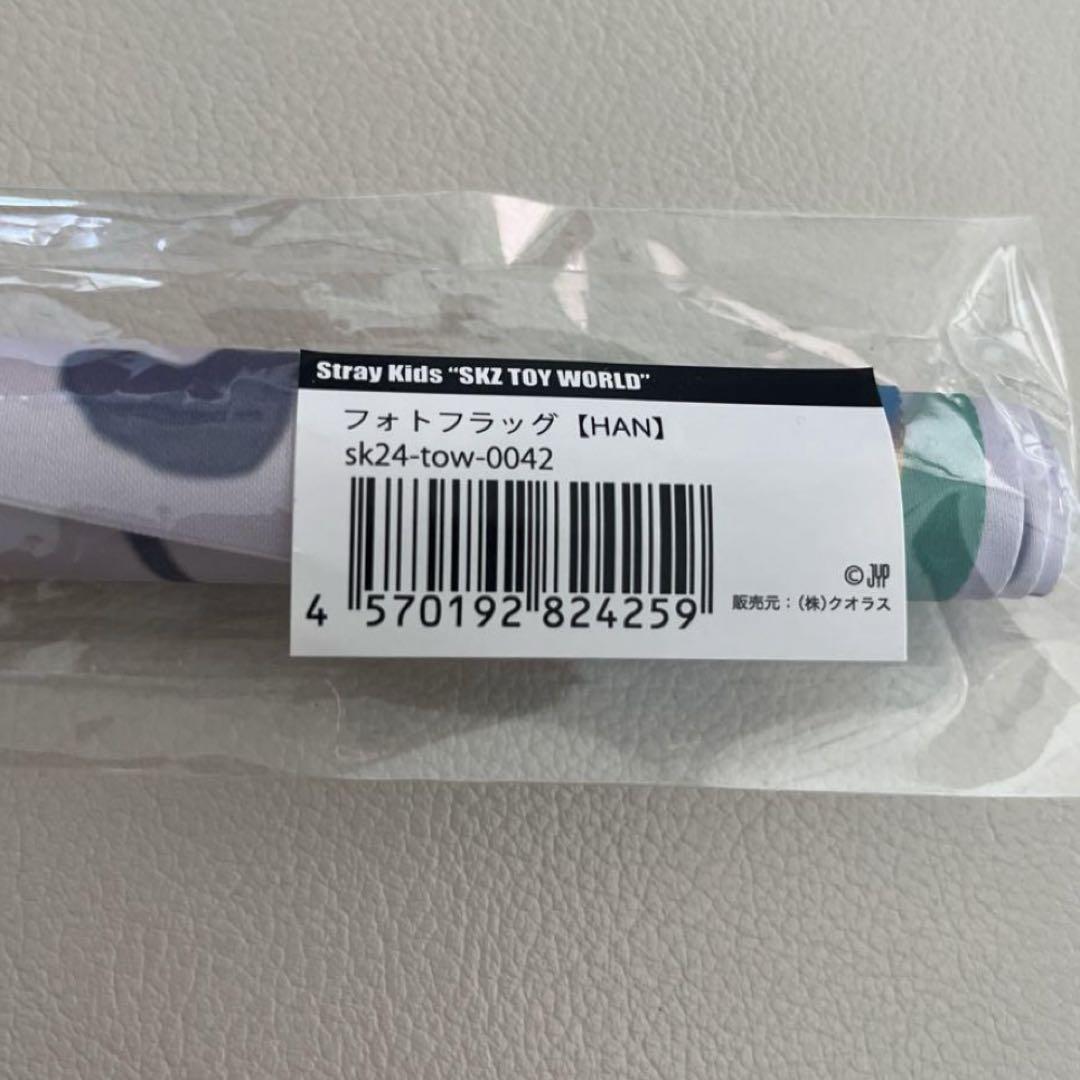 Stray Kids “SKZ TOY WORLD”
フォトフラッグ【HAN】
sk24-tow-0042
4 570192 824259
© JYP
販売元：(株)クオラス